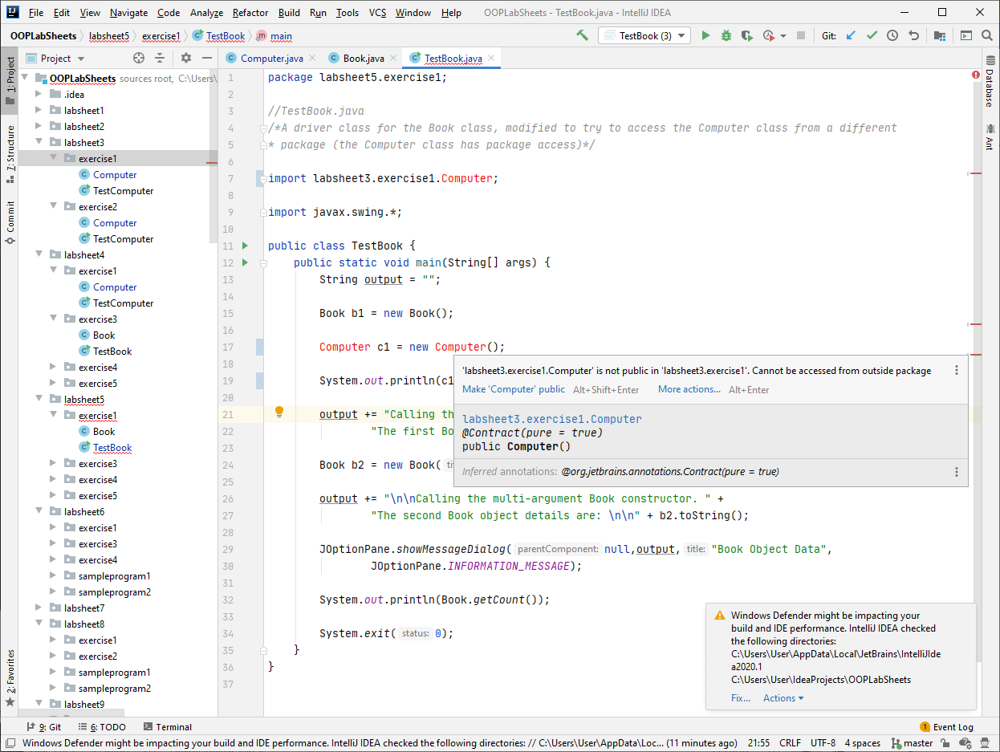 File Edit View Navigate Code Analyze Refactor Build Run Tools VCS Window Help OOPLabSheets - TestBook.java - IntelliJ IDEA
OOPLabSheets labsheet5 exercise1 TestBook main TestBook (3) Git:
Project
Computer.java Book.java TestBook.java
1: Project
7: Structure
Commit
2: Favorites
OOPLabSheets sources root, C:\Users\
.idea
labsheet1
labsheet2
labsheet3
exercise1
Computer
TestComputer
exercise2
Computer
TestComputer
labsheet4
exercise1
Computer
TestComputer
exercise3
Book
TestBook
exercise4
exercise5
labsheet5
exercise1
Book
TestBook
exercise3
exercise4
exercise5
labsheet6
exercise1
exercise3
exercise4
sampleprogram1
sampleprogram2
labsheet7
labsheet8
exercise1
exercise2
sampleprogram1
sampleprogram2
labsheet9
1 package labsheet5.exercise1;
2
3 //TestBook.java
4 /*A driver class for the Book class, modified to try to access the Computer class from a different
5 * package (the Computer class has package access)*/
6
7 import labsheet3.exercise1.Computer;
8
9 import javax.swing.*;
10
11 public class TestBook {
12 public static void main(String[] args) {
13 String output = "";
14
15 Book b1 = new Book();
16
17 Computer c1 = new Computer();
18
19 System.out.println(c1
20
21 output += "Calling th
22 "The first Bo
23
24 Book b2 = new Book(
25
26 output += "\n\nCalling the multi-argument Book constructor. " +
27 "The second Book object details are: \n\n" + b2.toString();
28
29 JOptionPane.showMessageDialog( parentComponent: null,output, title: "Book Object Data",
30 JOptionPane.INFORMATION_MESSAGE);
31
32 System.out.println(Book.getCount());
33
34 System.exit( status: 0);
35 }
36 }
37
'labsheet3.exercise1.Computer' is not public in 'labsheet3.exercise1'. Cannot be accessed from outside package
Make 'Computer' public Alt+Shift+Enter More actions... Alt+Enter
labsheet3.exercise1.Computer
@Contract(pure = true)
public Computer()
Inferred annotations: @org.jetbrains.annotations.Contract(pure = true)
Windows Defender might be impacting your
build and IDE performance. IntelliJ IDEA checked
the following directories:
C:\Users\User\AppData\Local\JetBrains\IntelliJIde
a2020.1
C:\Users\User\IdeaProjects\OOPLabSheets
Fix... Actions
Database
Ant
9: Git 6: TODO Terminal 1 Event Log
Windows Defender might be impacting your build and IDE performance. IntelliJ IDEA checked the following directories: // C:\Users\User\AppData\Loc... (11 minutes ago) 21:55 CRLF UTF-8 4 spaces master